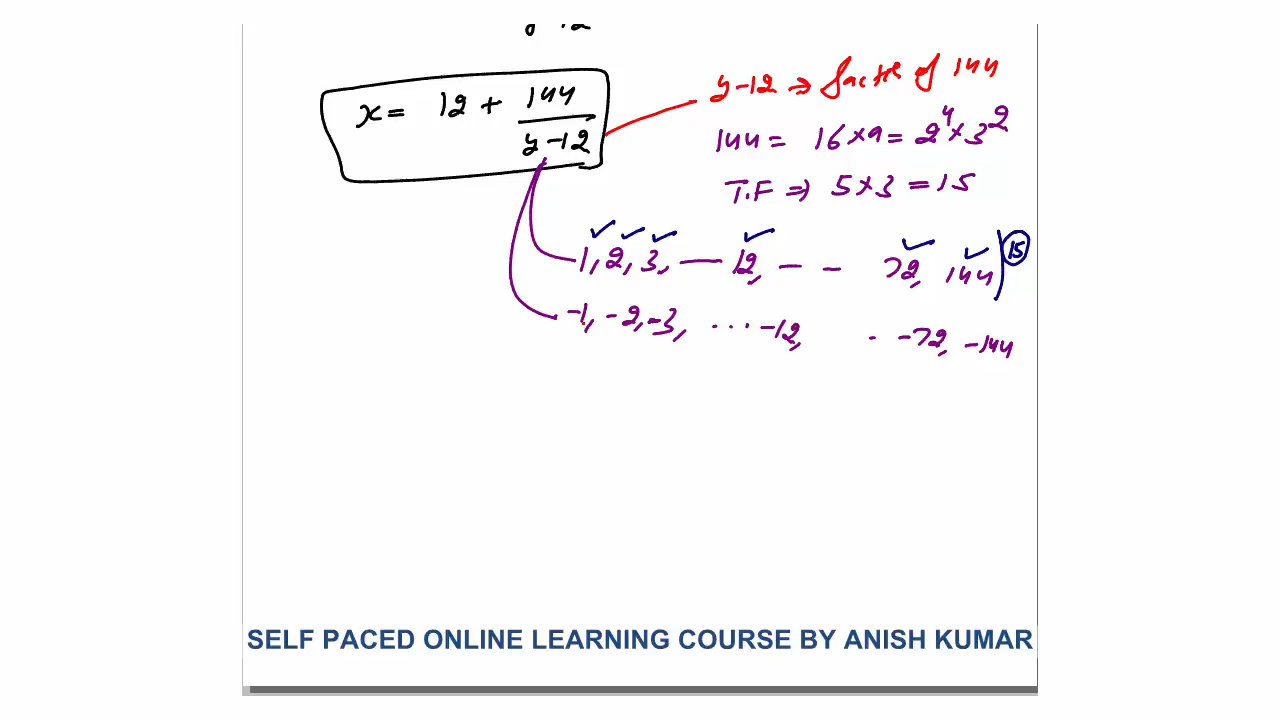 x = 12 + 144/(y-12)
y-12 ⇒ factor of 144
144 = 16×9 = 2^4×3^2
T.F ⇒ 5×3 = 15
1, 2, 3, — 12, - - 72, 144 15
-1, -2, -3, ... -12, . -72, -144
SELF PACED ONLINE LEARNING COURSE BY ANISH KUMAR